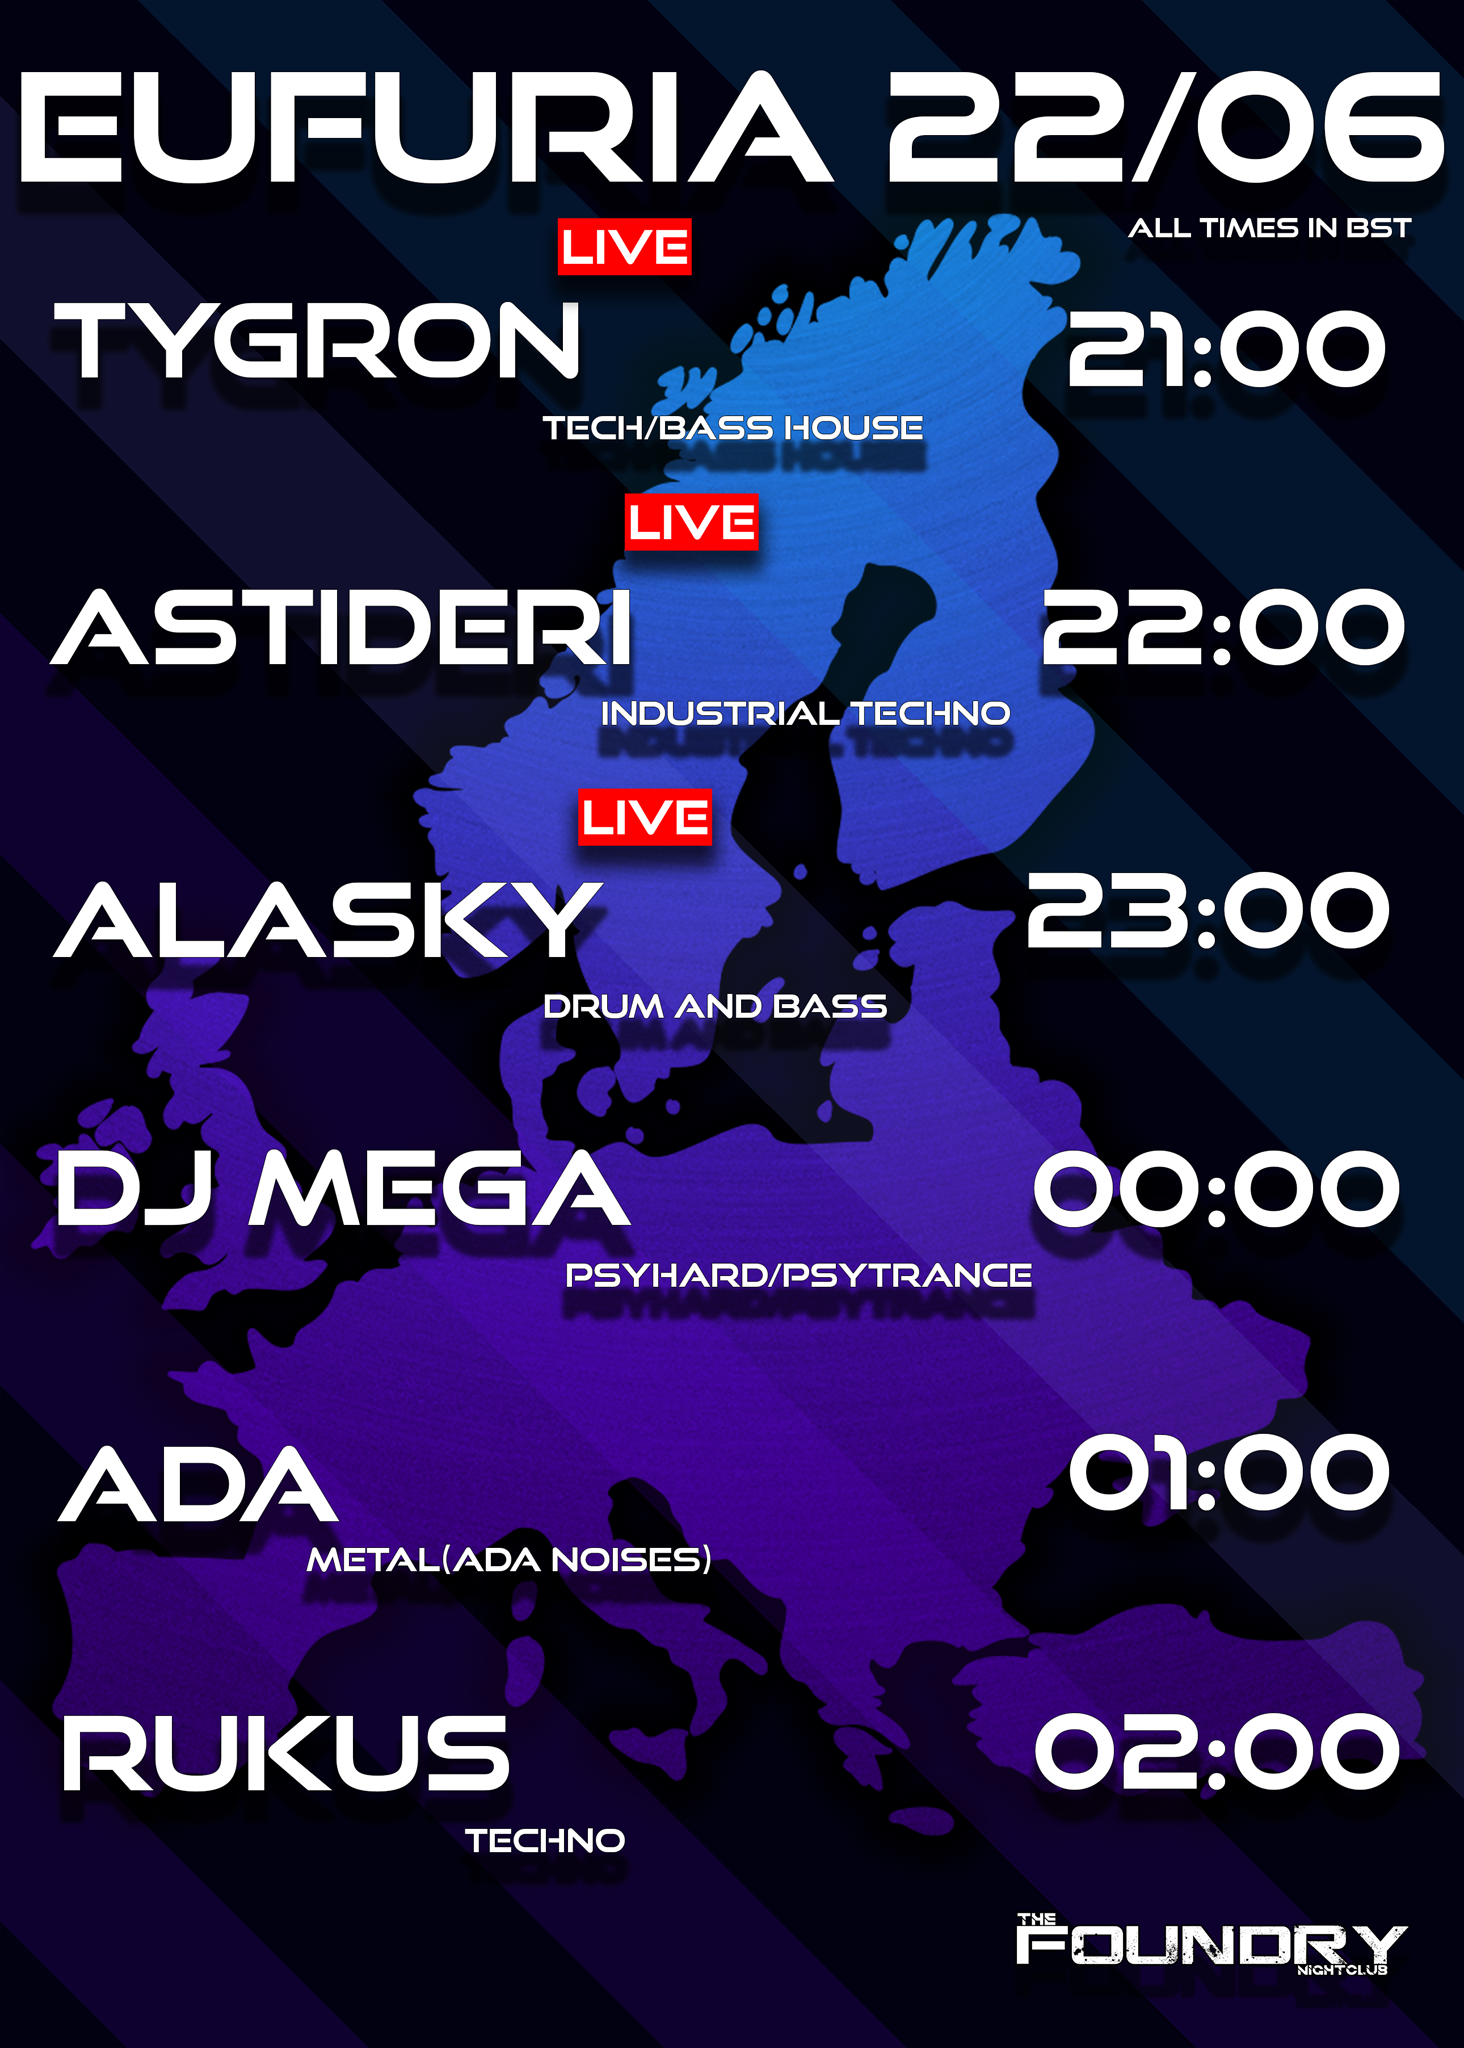 EUFURIA 22/06
ALL TIMES IN BST
LIVE
TYGRON 21:00
TECH/BASS HOUSE
LIVE
ASTIDERI 22:00
INDUSTRIAL TECHNO
LIVE
ALASKY 23:00
DRUM AND BASS
DJ MEGA 00:00
PSYHARD/PSYTRANCE
ADA 01:00
METAL(ADA NOISES)
RUKUS 02:00
TECHNO
THE
FOUNDRY
NIGHTCLUB